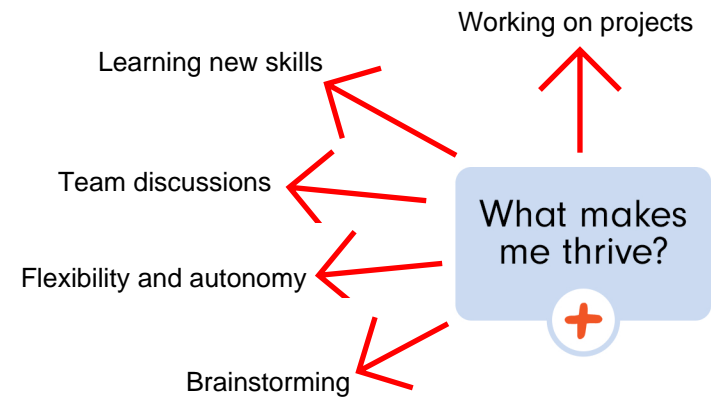 Working on projects
Learning new skills
Team discussions
What makes
me thrive?
Flexibility and autonomy
Brainstorming